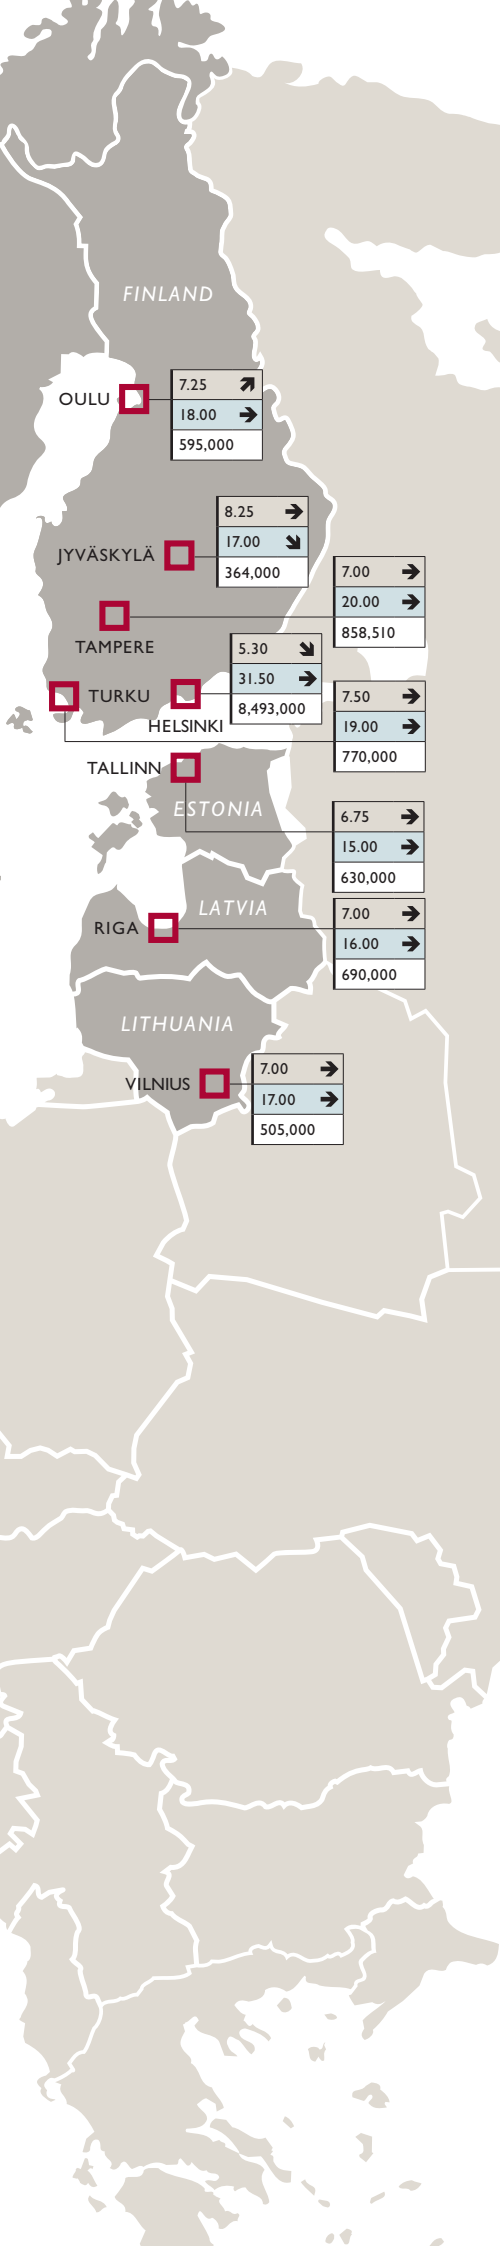 FINLAND
OULU
7.25
18.00
595,000
JYVÄSKYLÄ
8.25
17.00
364,000
TAMPERE
7.00
20.00
858,510
TURKU
7.50
19.00
770,000
HELSINKI
5.30
31.50
8,493,000
TALLINN
6.75
15.00
630,000
ESTONIA
LATVIA
RIGA
7.00
16.00
690,000
LITHUANIA
VILNIUS
7.00
17.00
505,000